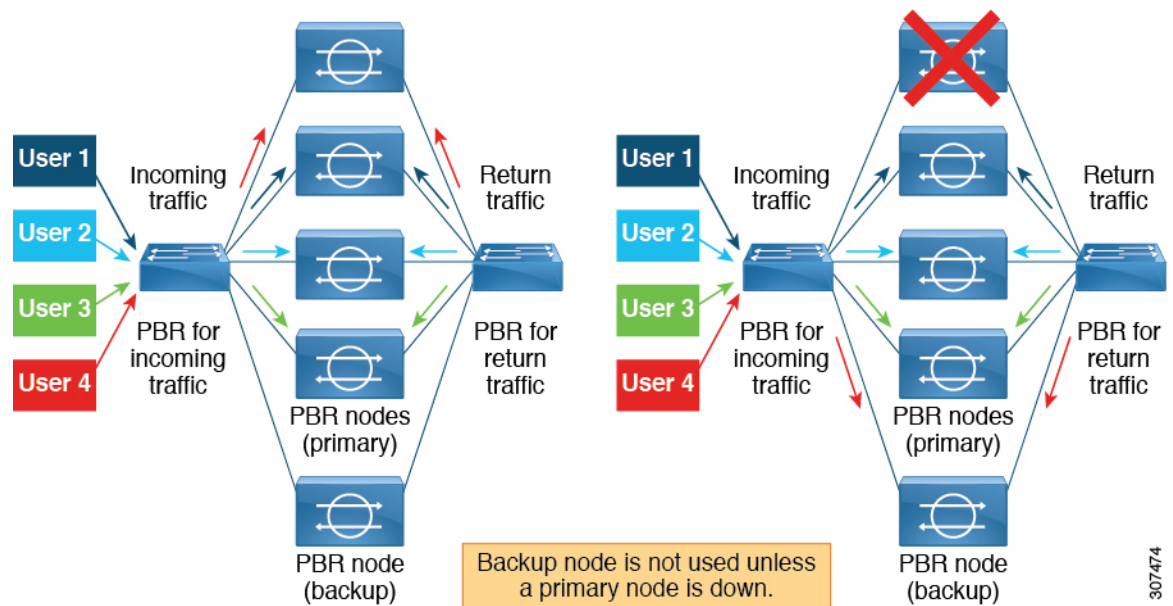 User 1
User 2
User 3
User 4
Incoming
traffic
Return
traffic
PBR for
incoming
traffic
PBR for
return
traffic
PBR nodes
(primary)
PBR node
(backup)
User 1
User 2
User 3
User 4
Incoming
traffic
Return
traffic
PBR for
incoming
traffic
PBR for
return
traffic
PBR nodes
(primary)
PBR node
(backup)
Backup node is not used unless
a primary node is down.
307474